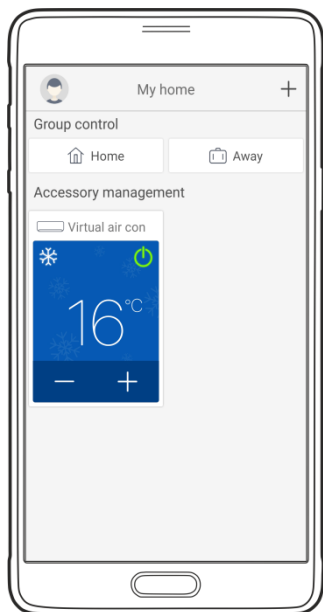 My home +
Group control
Home
Away
Accessory management
Virtual air con
16°C
− +